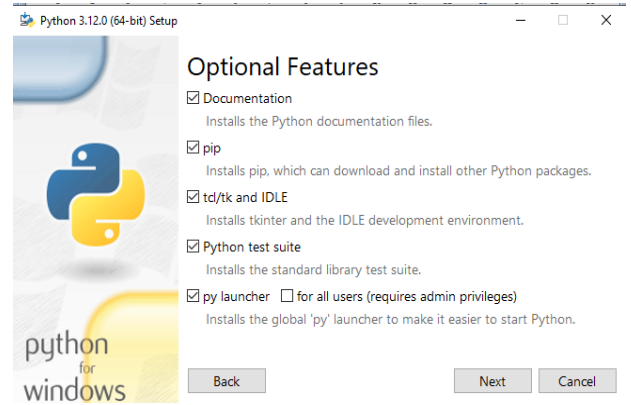 Python 3.12.0 (64-bit) Setup
Optional Features
Documentation
Installs the Python documentation files.
pip
Installs pip, which can download and install other Python packages.
tcl/tk and IDLE
Installs tkinter and the IDLE development environment.
Python test suite
Installs the standard library test suite.
py launcher for all users (requires admin privileges)
Installs the global 'py' launcher to make it easier to start Python.
python
for
windows
Back Next Cancel